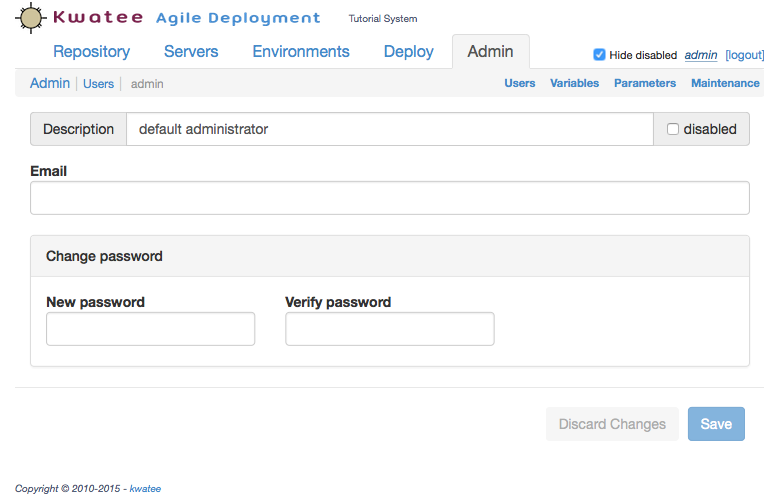 Kwatee Agile Deployment Tutorial System
Repository Servers Environments Deploy Admin Hide disabled admin [logout]
Admin Users admin Users Variables Parameters Maintenance
Description default administrator disabled
Email
Change password
New password Verify password
Discard Changes Save
Copyright © 2010-2015 - kwatee